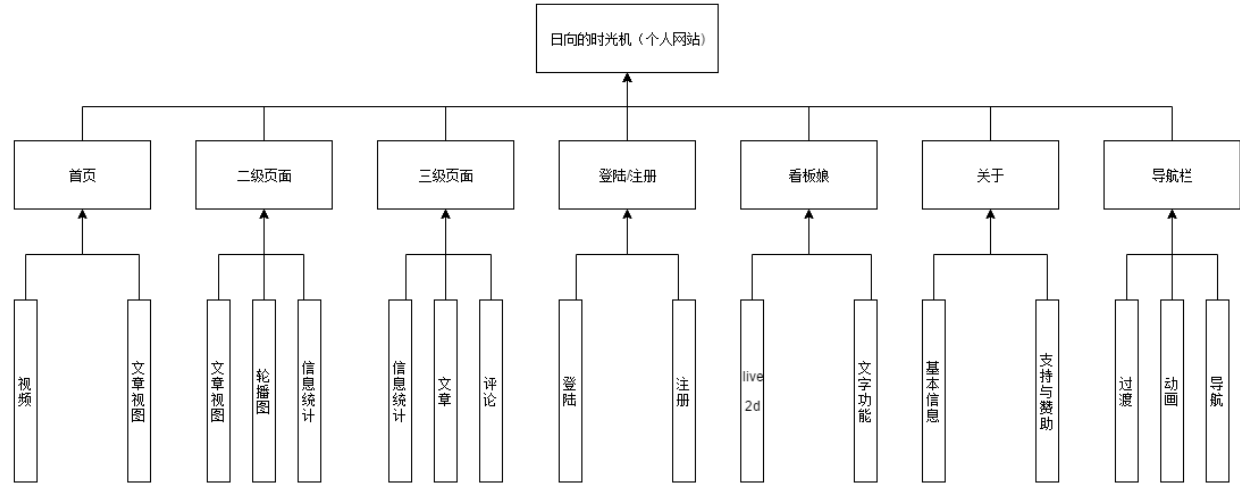 日向的时光机（个人网站）
首页
二级页面
三级页面
登陆/注册
看板娘
关于
导航栏
视频
文章视图
文章视图
轮播图
信息统计
信息统计
文章
评论
登陆
注册
live
2d
文字功能
基本信息
支持与赞助
过渡
动画
导航